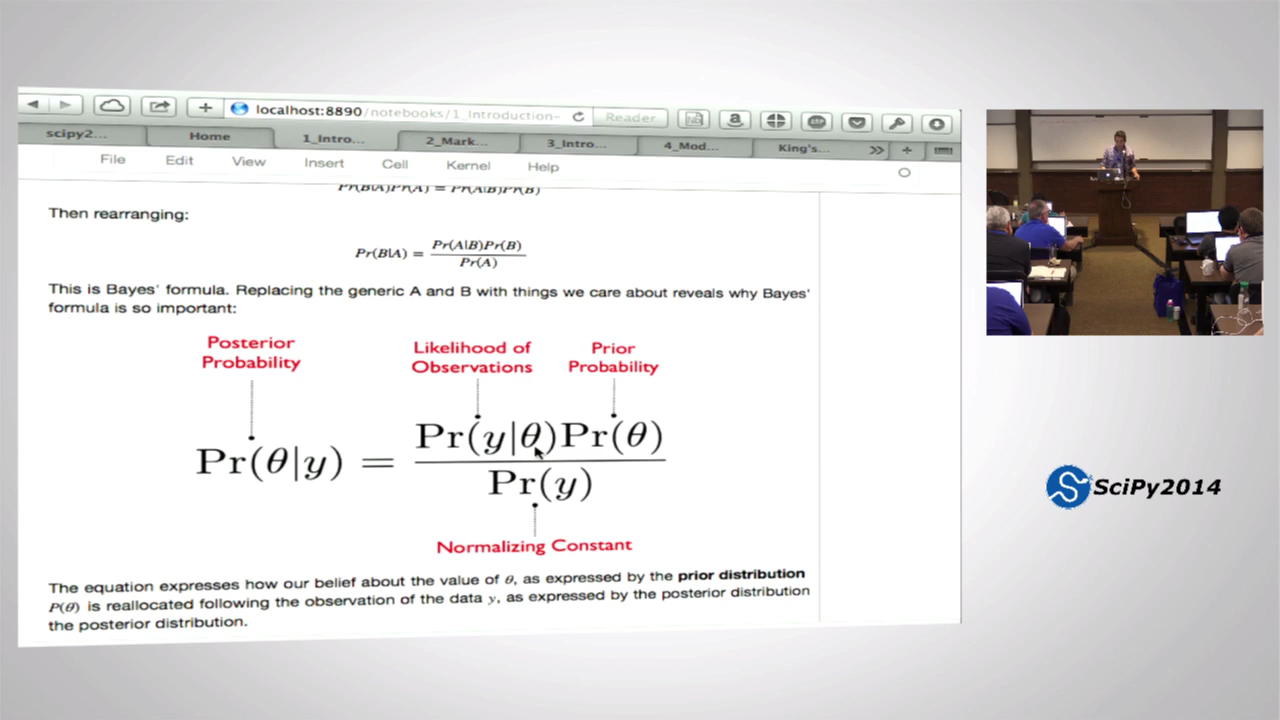 localhost:8890/notebooks/1_Introduction-
Reader
scipy2...
Home
1_Intro...
2_Mark...
3_Intro...
4_Mod...
King's...
File Edit View Insert Cell Kernel Help
Pr(B|A)Pr(A) = Pr(A|B)Pr(B)
Then rearranging:
Pr(B|A) = Pr(A|B)Pr(B)
Pr(A)
This is Bayes' formula. Replacing the generic A and B with things we care about reveals why Bayes'
formula is so important:
Posterior
Probability
Likelihood of
Observations
Prior
Probability
Pr(θ|y) = Pr(y|θ)Pr(θ)
Pr(y)
Normalizing Constant
The equation expresses how our belief about the value of θ, as expressed by the prior distribution
P(θ) is reallocated following the observation of the data y, as expressed by the posterior distribution
the posterior distribution.
SciPy2014